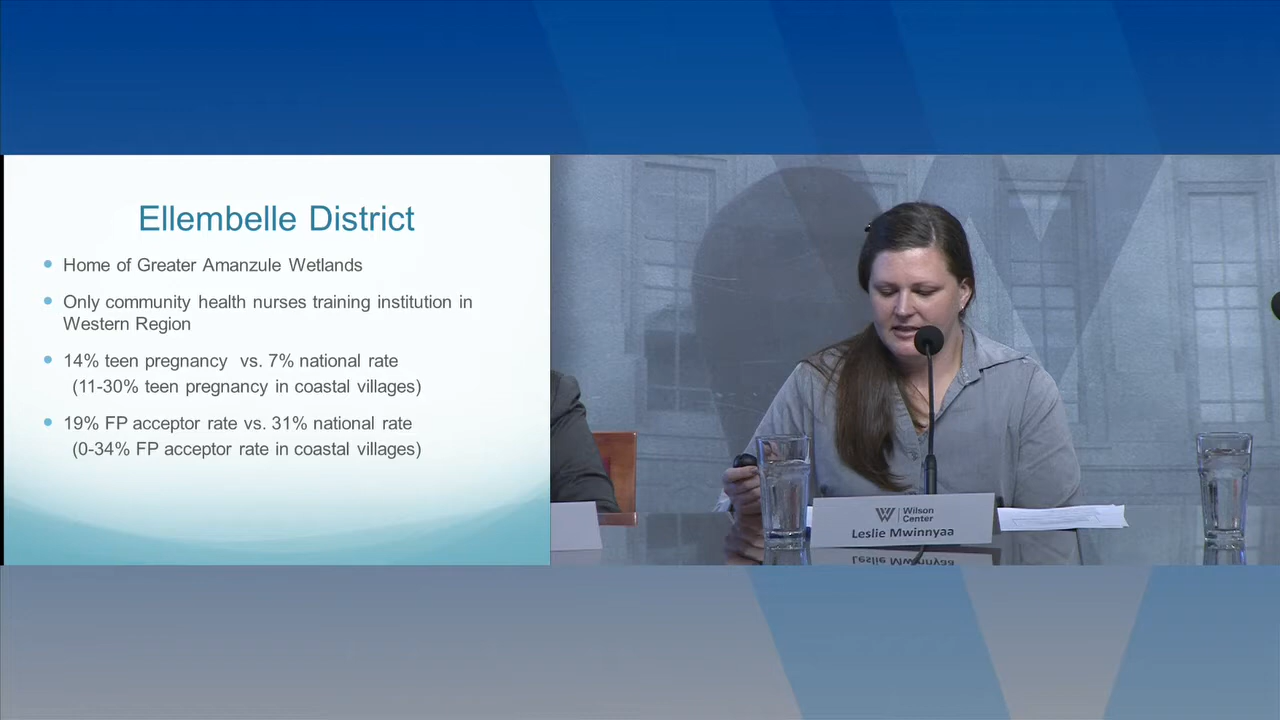 Ellembelle District
Home of Greater Amanzule Wetlands
Only community health nurses training institution in
Western Region
14% teen pregnancy vs. 7% national rate
(11-30% teen pregnancy in coastal villages)
19% FP acceptor rate vs. 31% national rate
(0-34% FP acceptor rate in coastal villages)
W Wilson
Center
Leslie Mwinnyaa